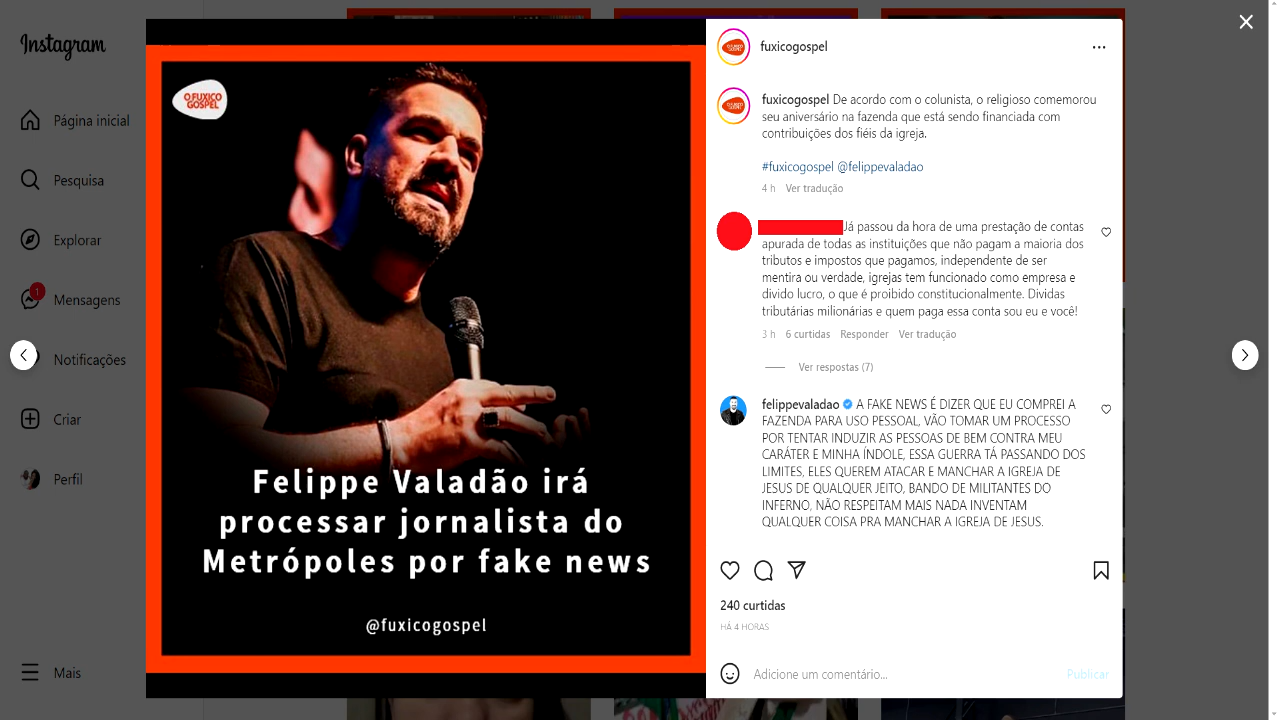 Instagram
Página inicial
Pesquisa
Explorar
1
Mensagens
Notificações
Criar
Perfil
Mais
O FUXICO
GOSPEL
Felippe Valadão irá
processar jornalista do
Metrópoles por fake news
@fuxicogospel
fuxicogospel
fuxicogospel De acordo com o colunista, o religioso comemorou
seu aniversário na fazenda que está sendo financiada com
contribuições dos fiéis da igreja.
#fuxicogospel @felippevaladao
4 h Ver tradução
Já passou da hora de uma prestação de contas
apurada de todas as instituições que não pagam a maioria dos
tributos e impostos que pagamos, independente de ser
mentira ou verdade, igrejas tem funcionado como empresa e
divido lucro, o que é proibido constitucionalmente. Dividas
tributárias milionárias e quem paga essa conta sou eu e você!
3 h 6 curtidas Responder Ver tradução
Ver respostas (7)
felippevaladao A FAKE NEWS É DIZER QUE EU COMPREI A
FAZENDA PARA USO PESSOAL, VÃO TOMAR UM PROCESSO
POR TENTAR INDUZIR AS PESSOAS DE BEM CONTRA MEU
CARÁTER E MINHA ÍNDOLE, ESSA GUERRA TÁ PASSANDO DOS
LIMITES, ELES QUEREM ATACAR E MANCHAR A IGREJA DE
JESUS DE QUALQUER JEITO, BANDO DE MILITANTES DO
INFERNO, NÃO RESPEITAM MAIS NADA INVENTAM
QUALQUER COISA PRA MANCHAR A IGREJA DE JESUS.
240 curtidas
HÁ 4 HORAS
Adicione um comentário...
Publicar